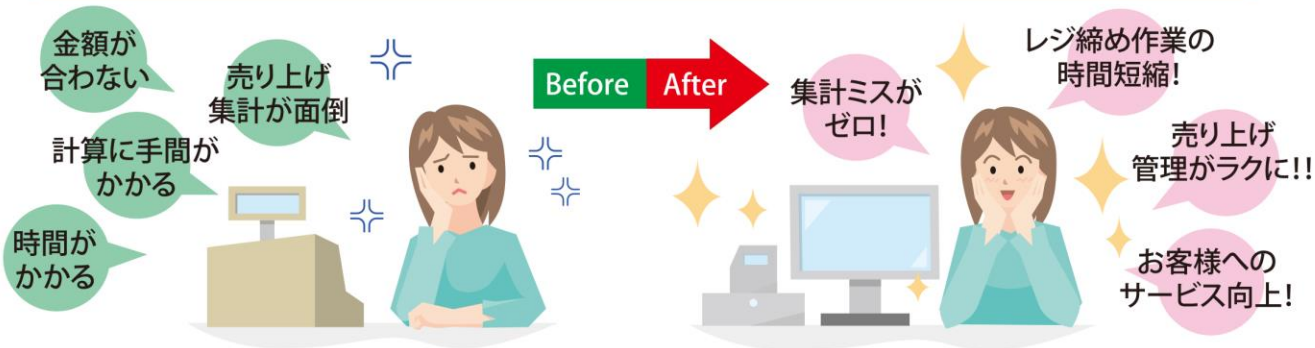 金額が
合わない
売り上げ
集計が面倒
計算に手間が
かかる
時間が
かかる
Before After
集計ミスが
ゼロ!
レジ締め作業の
時間短縮!
売り上げ
管理がラクに!!
お客様への
サービス向上!